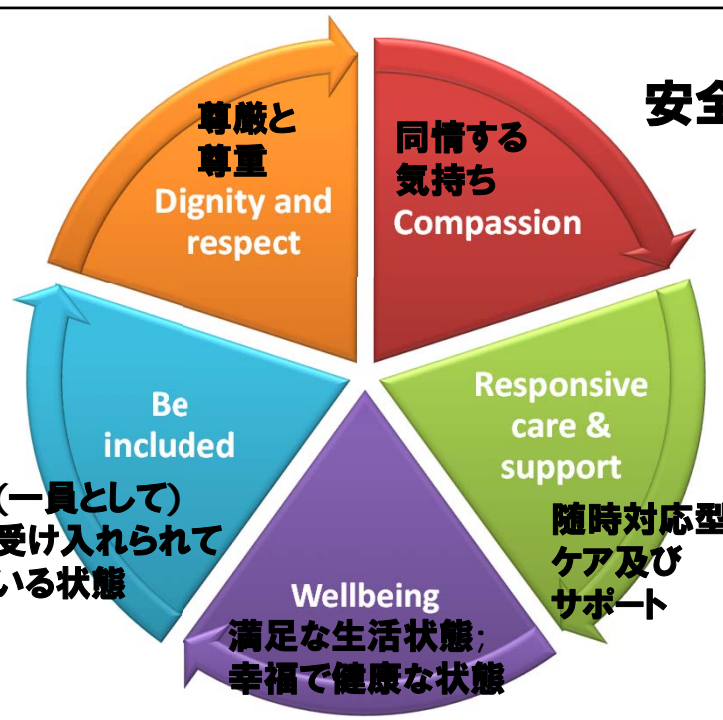 尊厳と
尊重
Dignity and
respect
同情する
気持ち
Compassion
安全
Responsive
care &
support
随時対応型
ケア及び
サポート
Wellbeing
満足な生活状態;
幸福で健康な状態
Be
included
(一員として)
受け入れられて
いる状態